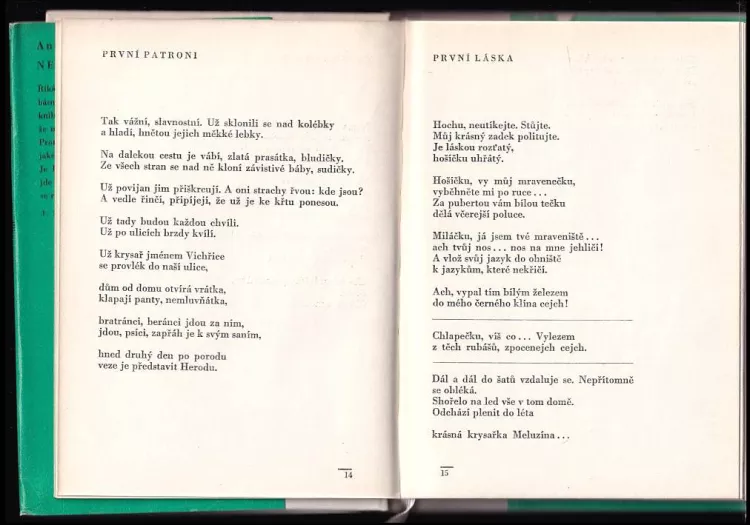 An
NE
PRVNÍ PATRONI
Tak vážní, slavnostní. Už sklonili se nad kolébky
a hladí, hnětou jejich měkké lebky.
Na dalekou cestu je vábí, zlatá prasátka, bludičky.
Ze všech stran se nad ně kloní závistivé báby, sudičky.
Už povijan jim přiškrcují. A oni strachy řvou: kde jsou?
A vedle řinčí, připíjejí, že už je ke křtu ponesou.
Už tady budou každou chvíli.
Už po ulicích brzdy kvílí.
Už krysař jménem Vichřice
se provlék do naší ulice,
dům od domu otvírá vrátka,
klapají panty, nemluvňátka,
bratránci, beránci jdou za ním,
jdou, psíci, zapřáh je k svým saním,
hned druhý den po porodu
veze je představit Herodu.
14
PRVNÍ LÁSKA
Hochu, neutíkejte. Stůjte.
Můj krásný zadek politujte.
Je láskou rozťatý,
hošíčku uhřátý.
Hošíčku, vy můj mravenečku,
vyběhněte mi po ruce...
Za pubertou vám bílou tečku
dělá včerejší poluce.
Miláčku, já jsem tvé mraveniště...
ach tvůj nos... nos na mne jehličí!
A vlož svůj jazyk do ohniště
k jazykům, které nekřičí.
Ach, vypal tím bílým železem
do mého černého klína cejch!
Chlapečku, víš co... Vylezem
z těch rubášů, zpocenejch cejch.
Dál a dál do šatů vzdaluje se. Nepřítomně
se obléká.
Shořelo na led vše v tom domě.
Odchází plenit do léta
krásná krysařka Meluzína...
15